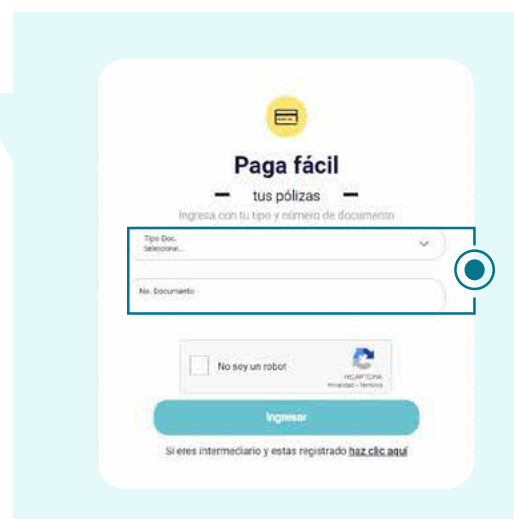 Paga fácil
tus pólizas
Ingresa con tu tipo y número de documento
Tipo Doc.
Selecciona...
No. Documento
No soy un robot
reCAPTCHA
Privacidad - Términos
Ingresar
Si eres intermediario y estas registrado haz clic aquí